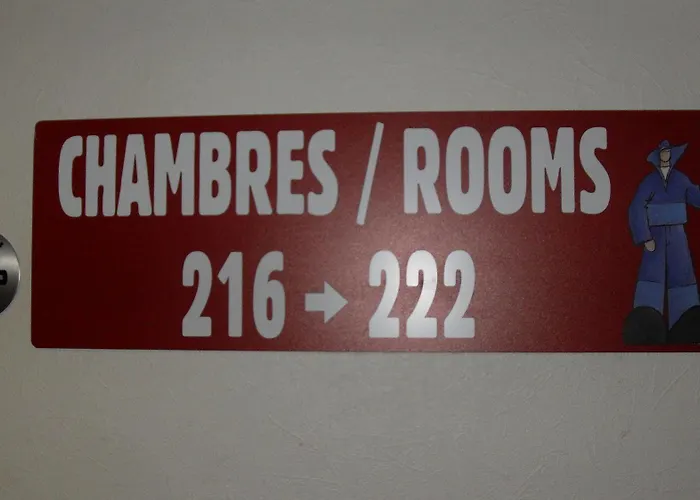 CHAMBRES / ROOMS
216 → 222